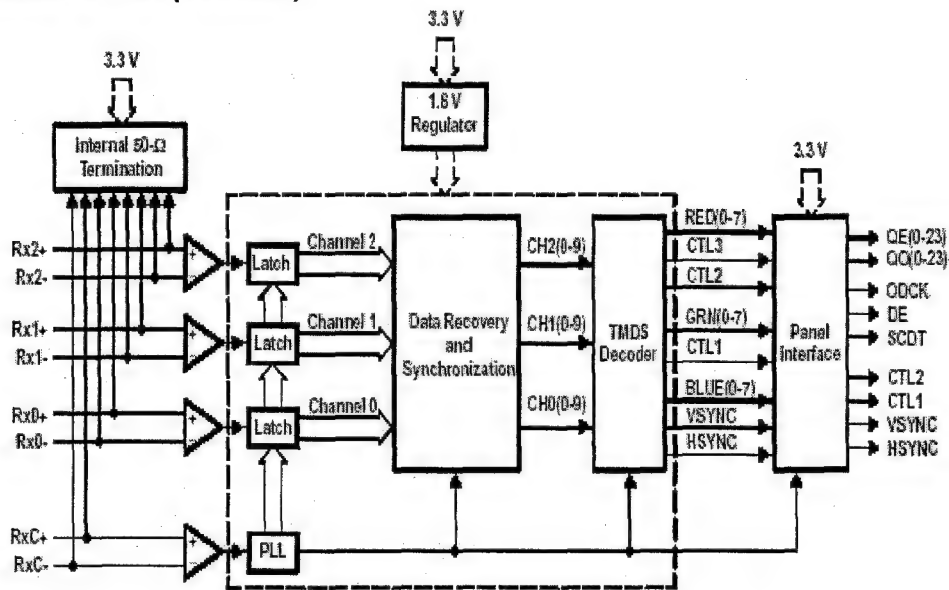 3.3 V
3.3 V
1.8 V
Regulator
Internal 50-Ω
Termination
3.3 V
Rx2+
Rx2-
Rx1+
Rx1-
Rx0+
Rx0-
RxC+
RxC-
+
−
+
−
+
−
+
−
Latch
Latch
Latch
PLL
Channel 2
Channel 1
Channel 0
Data Recovery
and
Synchronization
CH2(0-9)
CH1(0-9)
CH0(0-9)
TMDS
Decoder
RED(0-7)
CTL3
CTL2
GRN(0-7)
CTL1
BLUE(0-7)
VSYNC
HSYNC
Panel
Interface
QE(0-23)
QO(0-23)
ODCK
DE
SCDT
CTL2
CTL1
VSYNC
HSYNC